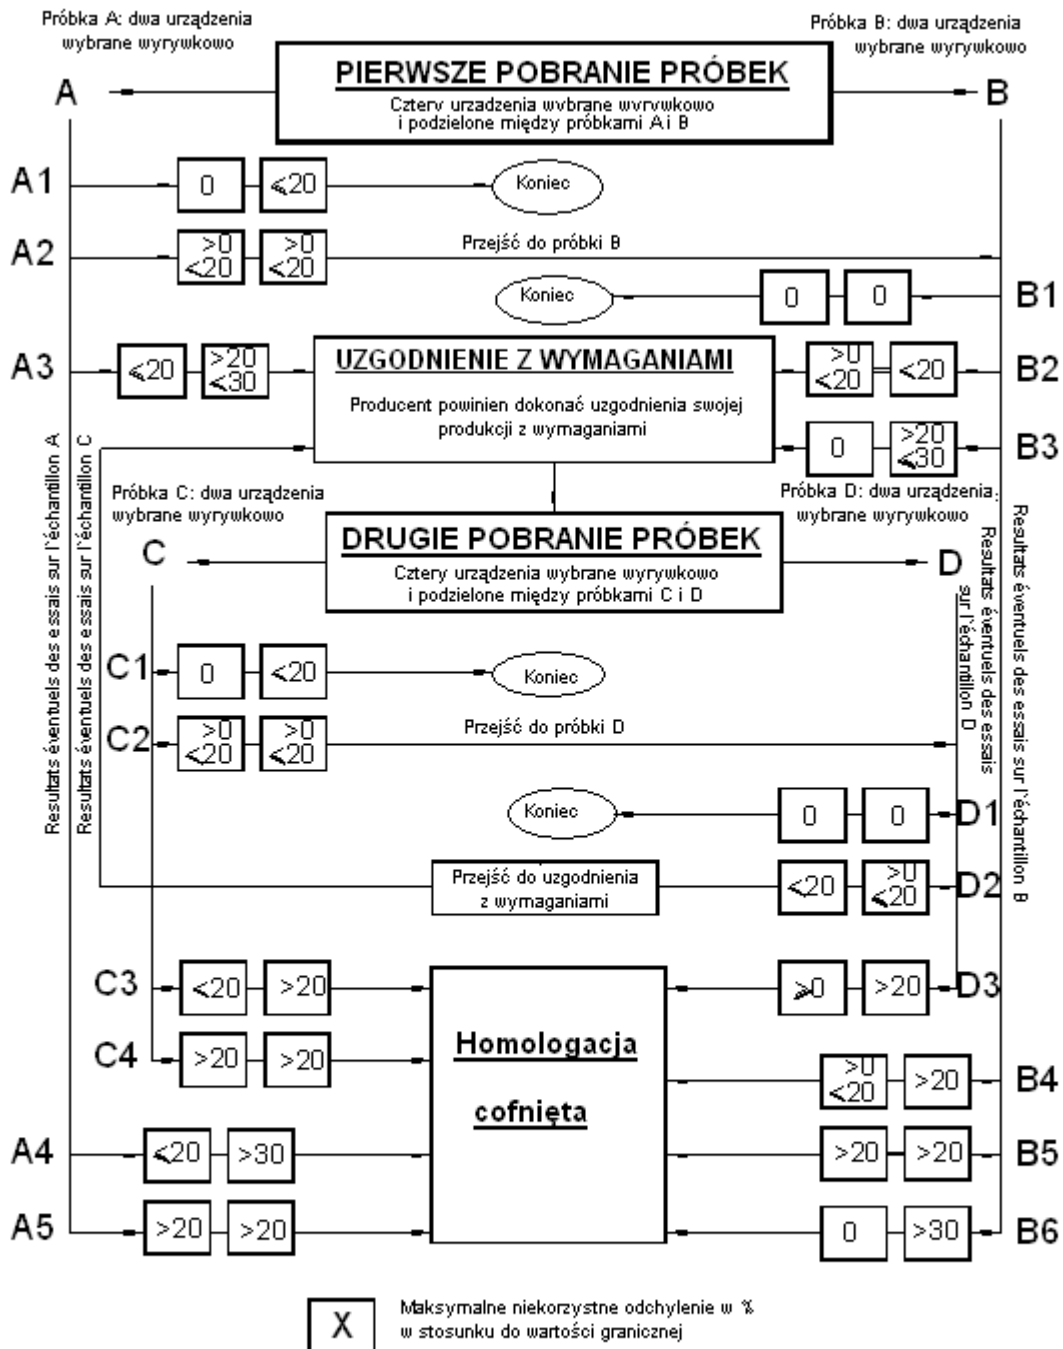 Próbka A: dwa urządzenia
wybrane wyrywkowo
Próbka B: dwa urządzenia
wybrane wyrywkowo
PIERWSZE POBRANIE PRÓBEK
Cztery urzadzenia wybrane wyrywkowo
i podzielone między próbkami A i B
A
B
A1
0
≤20
Koniec
A2
>0
≤20
>0
≤20
Przejść do próbki B
Koniec
0
0
B1
A3
≤20
>20
≤30
UZGODNIENIE Z WYMAGANIAMI
Producent powinien dokonać uzgodnienia swojej
produkcji z wymaganiami
>0
≤20
≤20
B2
0
>20
≤30
B3
Resultats éventuels des essais sur l'échantillon A
Resultats éventuels des essais sur l'échantillon C
Próbka C: dwa urządzenia
wybrane wyrywkowo
Próbka D: dwa urządzenia
wybrane wyrywkowo
DRUGIE POBRANIE PRÓBEK
Cztery urządzenia wybrane wyrywkowo
i podzielone między próbkami C i D
C
D
Resultats éventuels des essais
sur l'échantillon D
Resultats éventuels des essais sur l'échantillon B
C1
0
≤20
Koniec
C2
>0
≤20
>0
≤20
Przejść do próbki D
Koniec
0
0
D1
Przejść do uzgodnienia
z wymaganiami
≤20
>0
≤20
D2
C3
≤20
>20
Homologacja
cofnięta
≥0
>20
D3
C4
>20
>20
>0
≤20
>20
B4
A4
≤20
>30
>20
>20
B5
A5
>20
>20
0
>30
B6
X
Maksymalne niekorzystne odchylenie w %
w stosunku do wartości granicznej